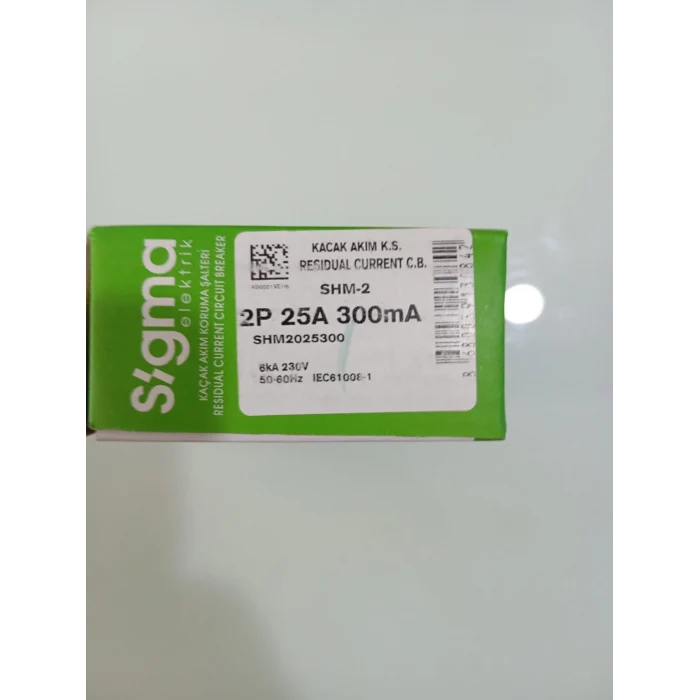 Sigma
elektrik
KAÇAK AKIM KORUMA ŞALTERİ
RESIDUAL CURRENT CIRCUIT BREAKER
KAÇAK AKIM K.S.
RESIDUAL CURRENT C.B.
SHM-2
2P 25A 300mA
SHM2025300
6kA 230V
50-60Hz IEC61008-1